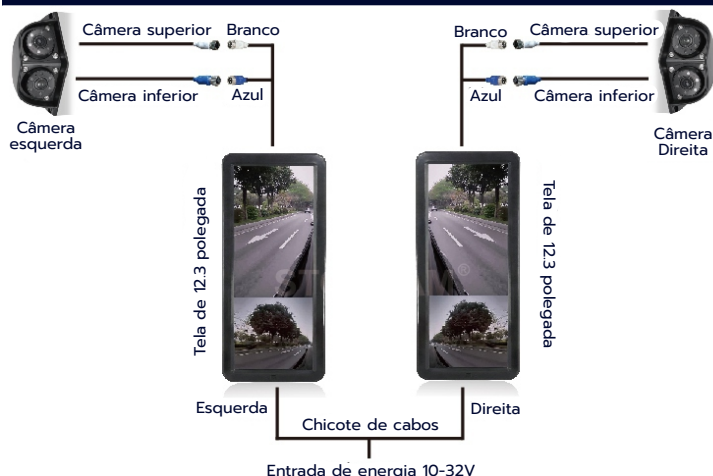 Câmera superior
Branco
Branco
Câmera superior
Câmera inferior
Azul
Azul
Câmera inferior
Câmera
esquerda
Câmera
Direita
Tela de 12.3 polegada
Tela de 12.3 polegada
Esquerda
Direita
Chicote de cabos
Entrada de energia 10-32V